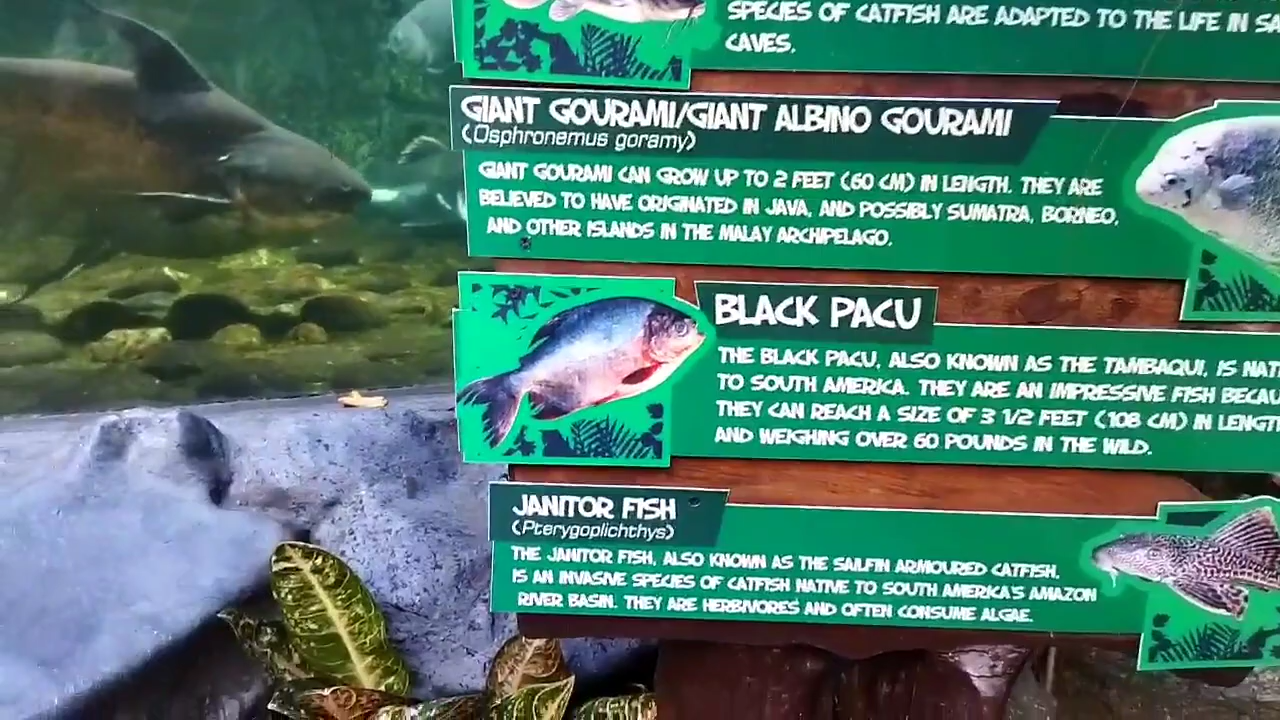 SPECIES OF CATFISH ARE ADAPTED TO THE LIFE IN
CAVES.
GIANT GOURAMI/GIANT ALBINO GOURAMI
(Osphronemus goramy)
GIANT GOURAMI CAN GROW UP TO 2 FEET (60 CM) IN LENGTH. THEY ARE
BELIEVED TO HAVE ORIGINATED IN JAVA, AND POSSIBLY SUMATRA, BORNEO,
AND OTHER ISLANDS IN THE MALAY ARCHIPELAGO.
BLACK PACU
THE BLACK PACU, ALSO KNOWN AS THE TAMBAQUI, IS
TO SOUTH AMERICA. THEY ARE AN IMPRESSIVE FISH
THEY CAN REACH A SIZE OF 3 1/2 FEET (108 CM) IN
AND WEIGHING OVER 60 POUNDS IN THE WILD.
JANITOR FISH
(Pterygoplichthys)
THE JANITOR FISH, ALSO KNOWN AS THE SAILFIN ARMOURED CATFISH,
IS AN INVASIVE SPECIES OF CATFISH NATIVE TO SOUTH AMERICA'S AMAZON
RIVER BASIN. THEY ARE HERBIVORES AND OFTEN CONSUME ALGAE.